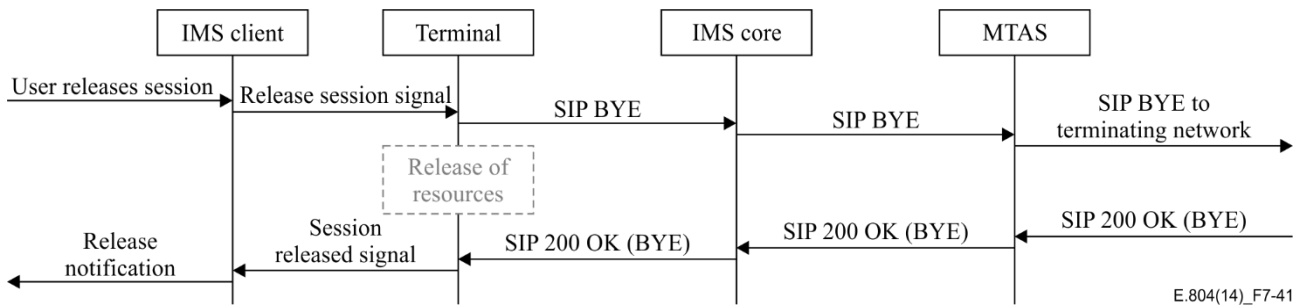 IMS client
Terminal
IMS core
MTAS
User releases session
Release session signal
SIP BYE
SIP BYE
SIP BYE to
terminating network
Release of
resources
SIP 200 OK (BYE)
SIP 200 OK (BYE)
SIP 200 OK (BYE)
Session
released signal
Release
notification
E.804(14)_F7-41